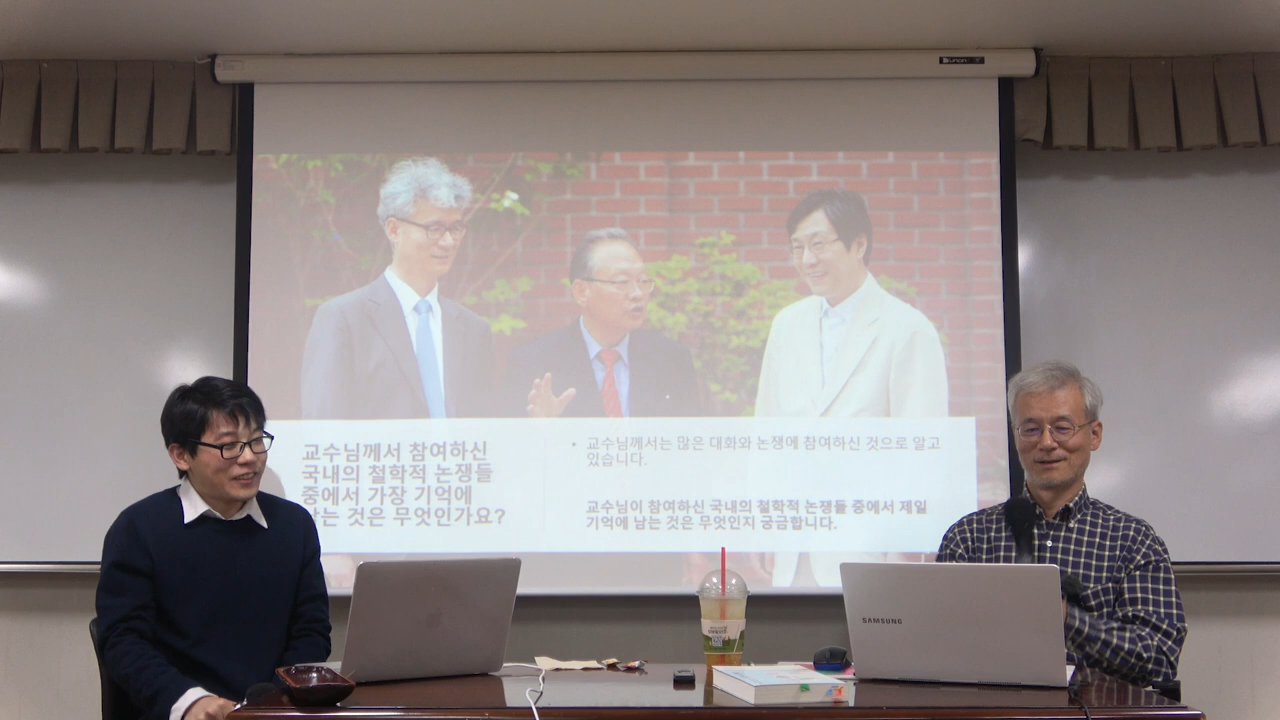 교수님께서 참여하신
국내의 철학적 논쟁들
중에서 가장 기억에
는 것은 무엇인가요?
• 교수님께서는 많은 대화와 논쟁에 참여하신 것으로 알고
있습니다.
교수님이 참여하신 국내의 철학적 논쟁들 중에서 제일
기억에 남는 것은 무엇인지 궁금합니다.
SAMSUNG